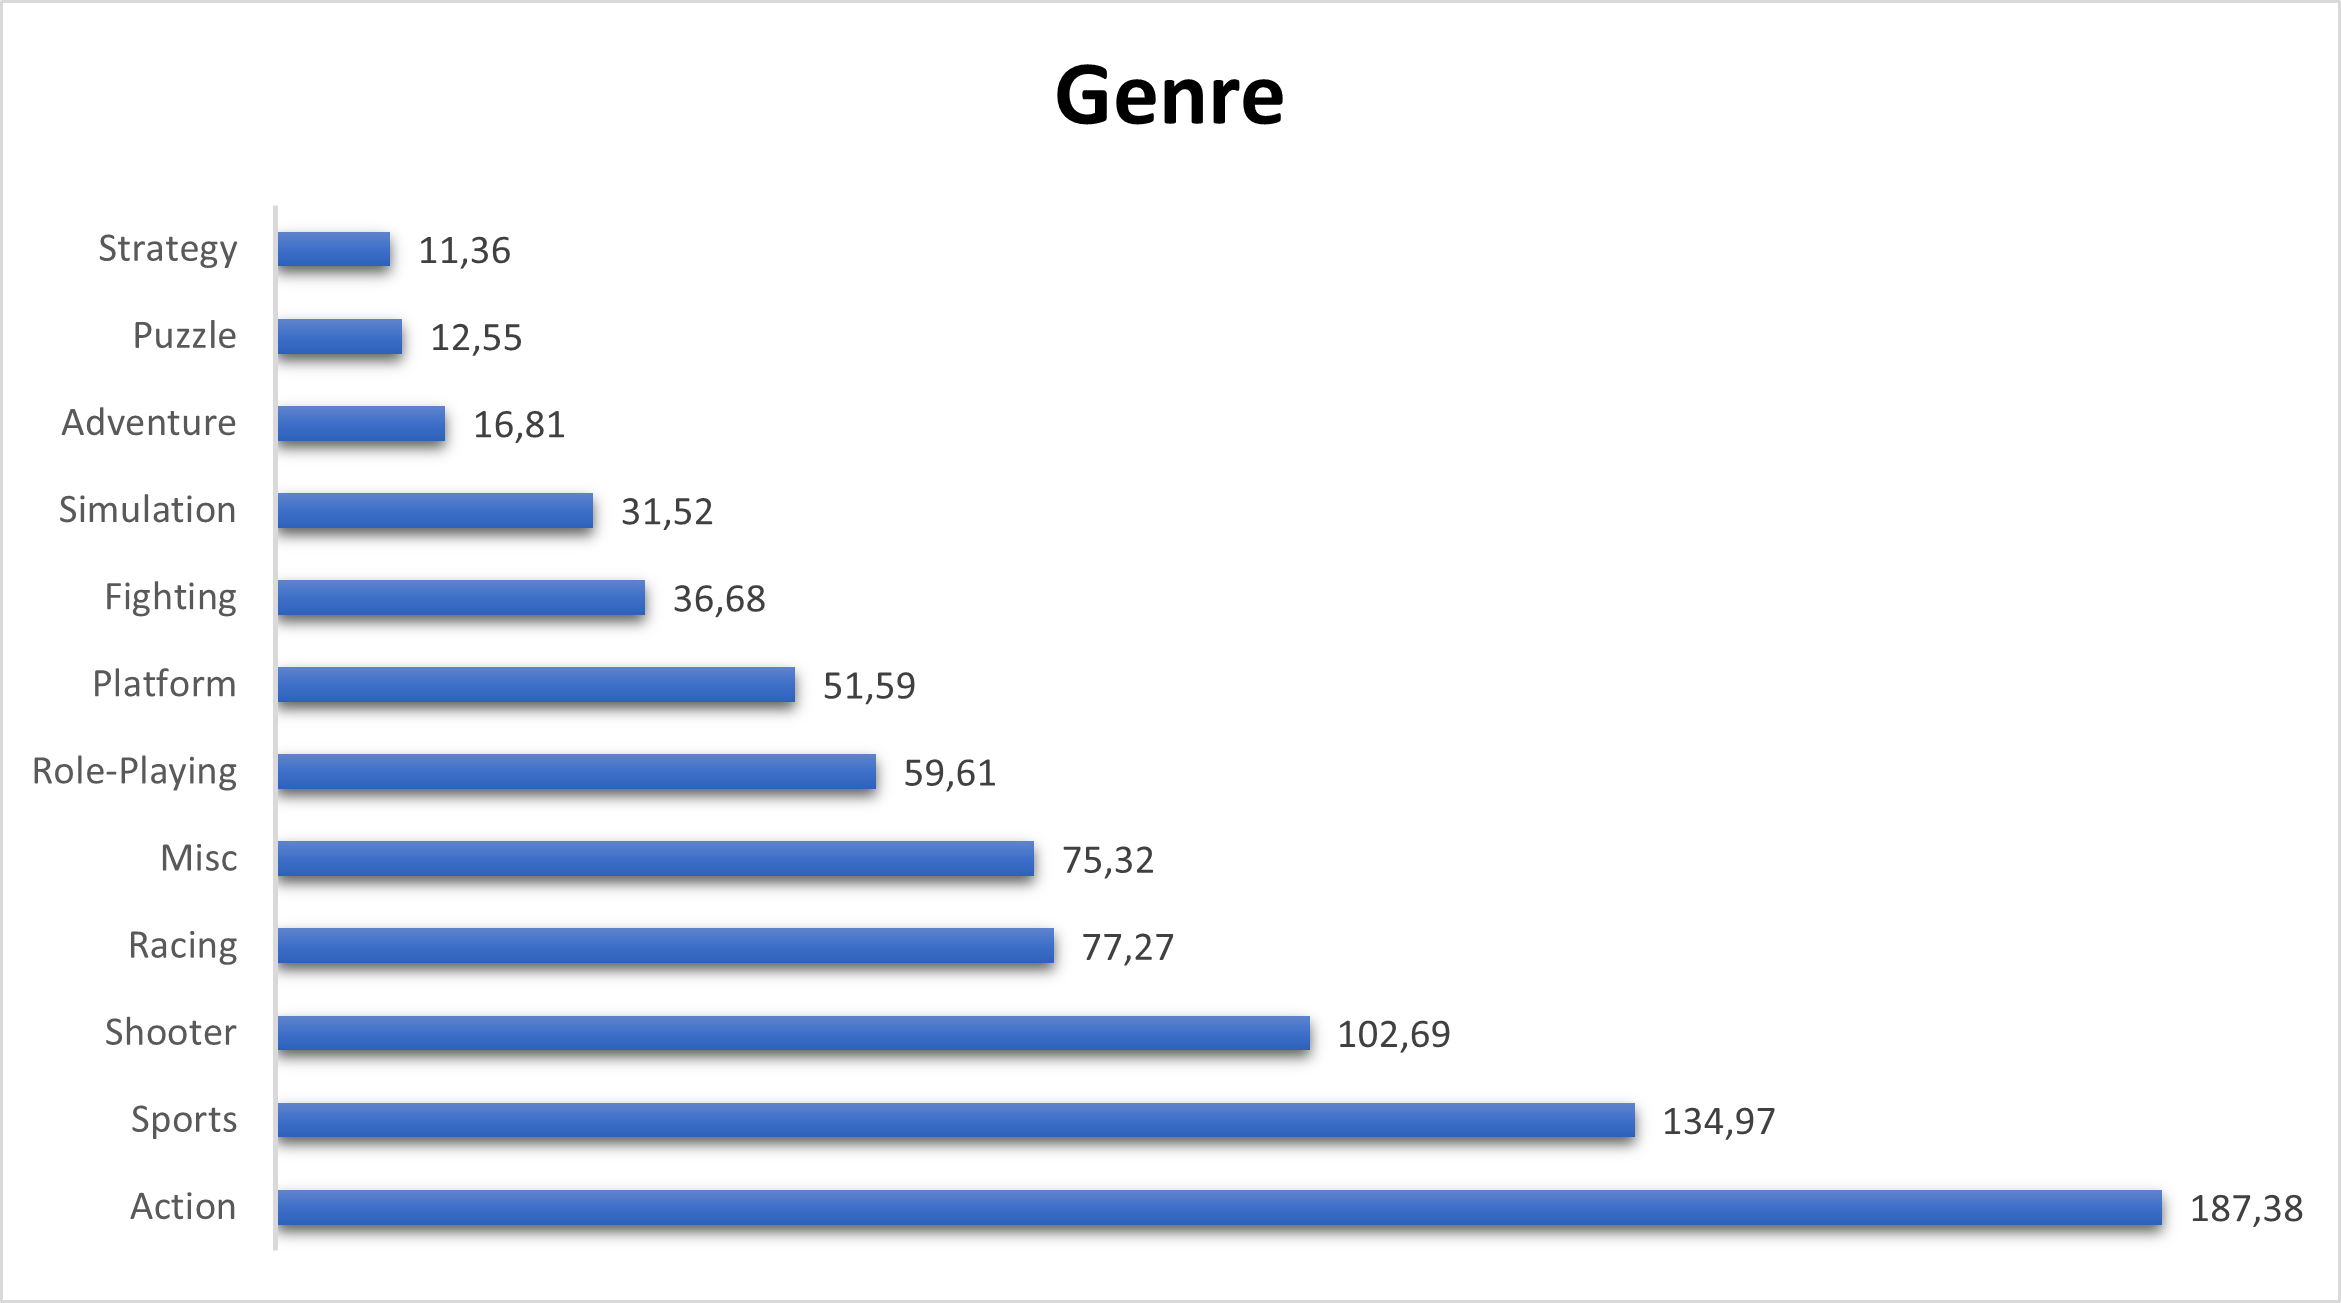 Genre
Strategy 11,36
Puzzle 12,55
Adventure 16,81
Simulation 31,52
Fighting 36,68
Platform 51,59
Role-Playing 59,61
Misc 75,32
Racing 77,27
Shooter 102,69
Sports 134,97
Action 187,38